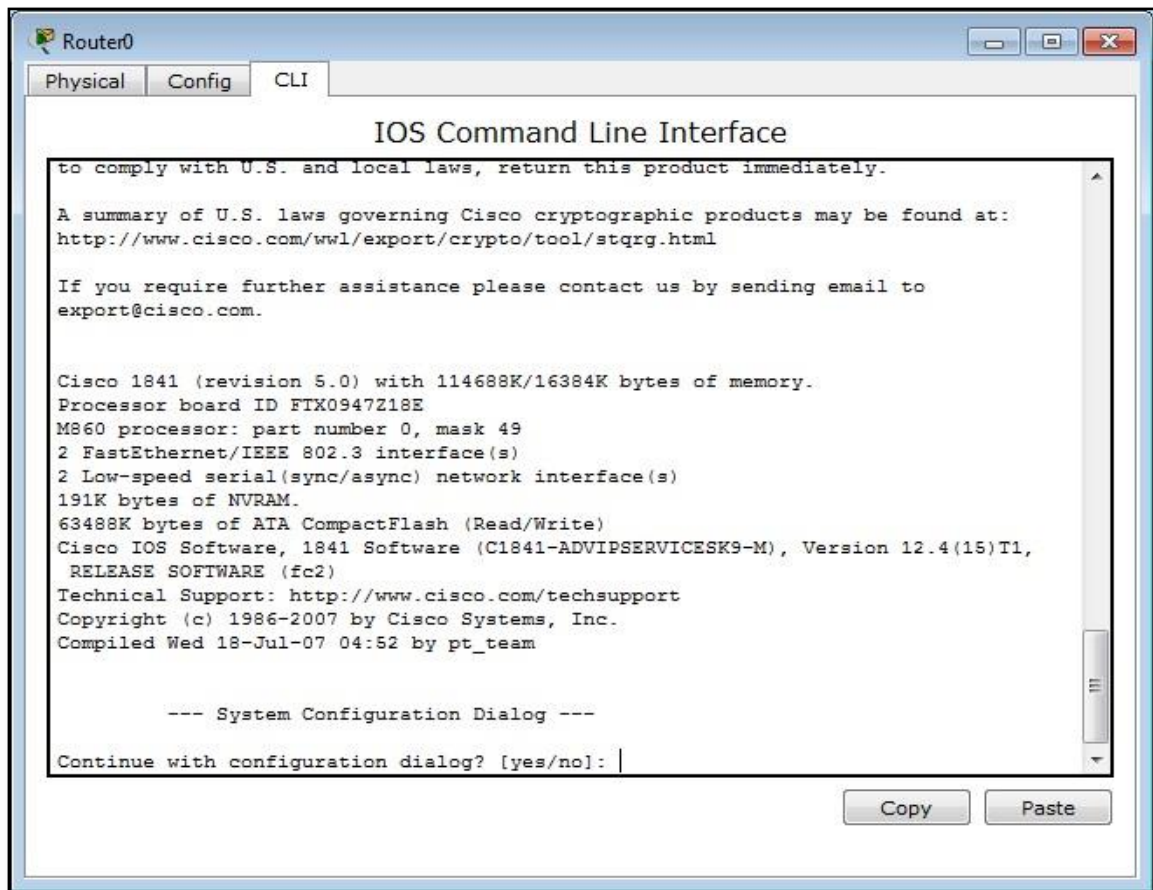 Router0
Physical Config CLI
IOS Command Line Interface
to comply with U.S. and local laws, return this product immediately.
A summary of U.S. laws governing Cisco cryptographic products may be found at:
http://www.cisco.com/wwl/export/crypto/tool/stqrg.html
If you require further assistance please contact us by sending email to
export@cisco.com.
Cisco 1841 (revision 5.0) with 114688K/16384K bytes of memory.
Processor board ID FTX0947Z18E
M860 processor: part number 0, mask 49
2 FastEthernet/IEEE 802.3 interface(s)
2 Low-speed serial(sync/async) network interface(s)
191K bytes of NVRAM.
63488K bytes of ATA CompactFlash (Read/Write)
Cisco IOS Software, 1841 Software (C1841-ADVIPSERVICESK9-M), Version 12.4(15)T1,
RELEASE SOFTWARE (fc2)
Technical Support: http://www.cisco.com/techsupport
Copyright (c) 1986-2007 by Cisco Systems, Inc.
Compiled Wed 18-Jul-07 04:52 by pt_team
--- System Configuration Dialog ---
Continue with configuration dialog? [yes/no]:
Copy Paste